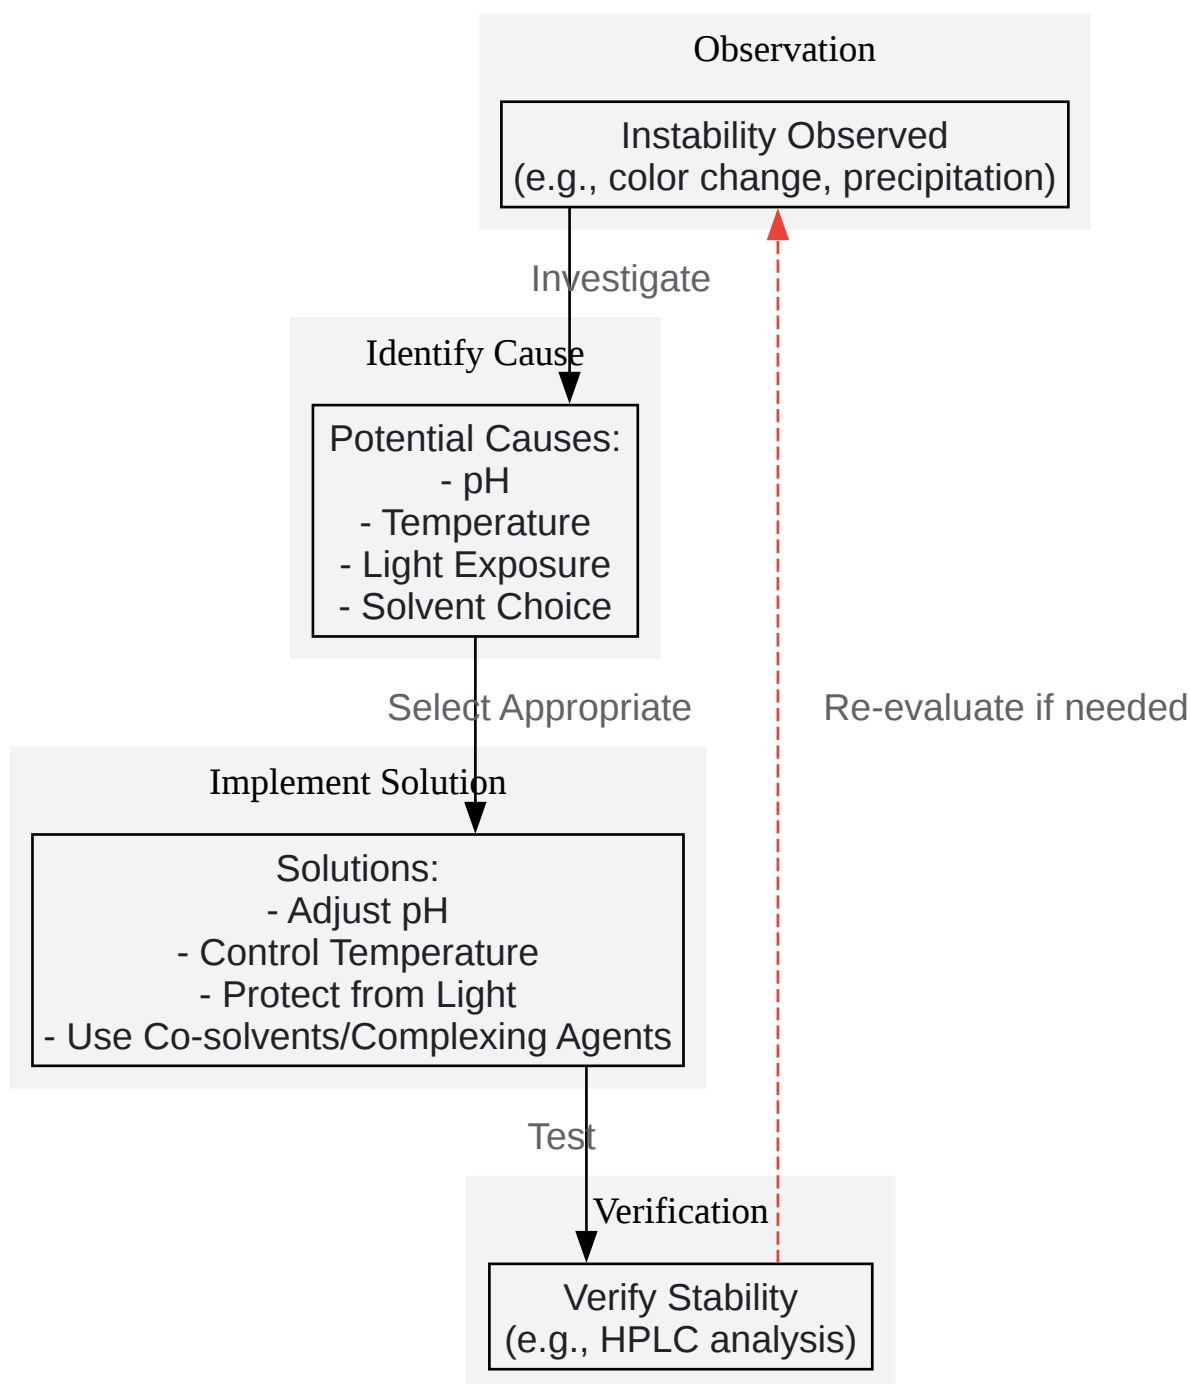 Observation
Instability Observed
(e.g., color change, precipitation)
Investigate
Identify Cause
Potential Causes:
- pH
- Temperature
- Light Exposure
- Solvent Choice
Select Appropriate
Re-evaluate if needed
Implement Solution
Solutions:
- Adjust pH
- Control Temperature
- Protect from Light
- Use Co-solvents/Complexing Agents
Test
Verification
Verify Stability
(e.g., HPLC analysis)